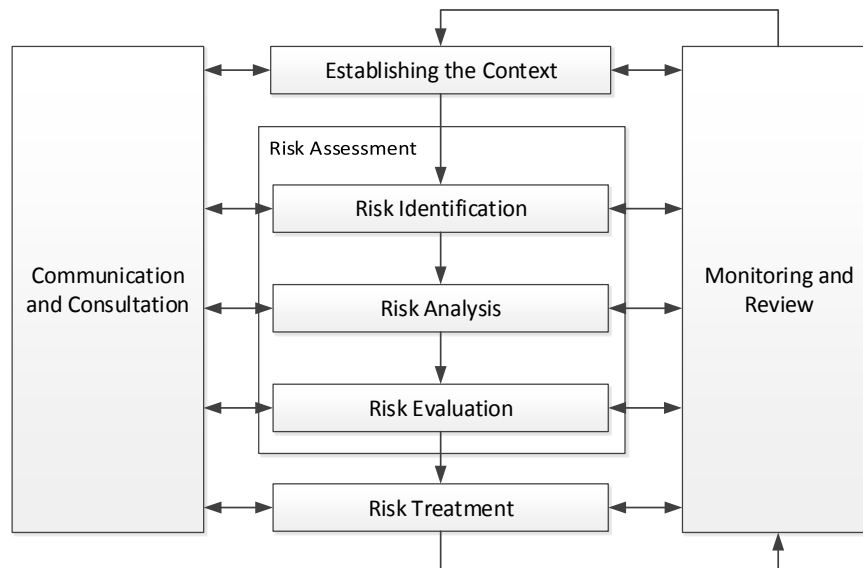 Establishing the Context
Risk Assessment
Risk Identification
Communication
and Consultation
Risk Analysis
Monitoring and
Review
Risk Evaluation
Risk Treatment